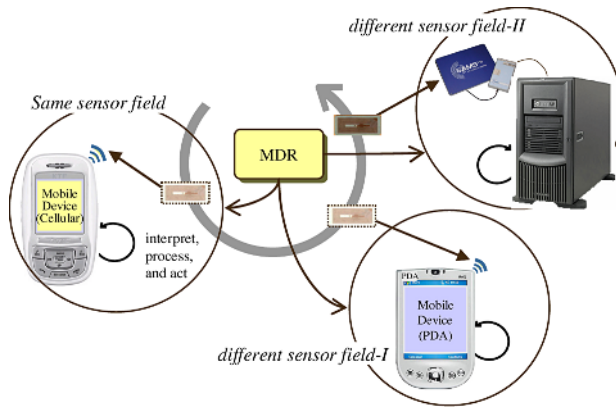 different sensor field-II
Same sensor field
MDR
Mobile
Device
(Cellular)
interpret,
process,
and act
PDA
Mobile
Device
(PDA)
different sensor field-I